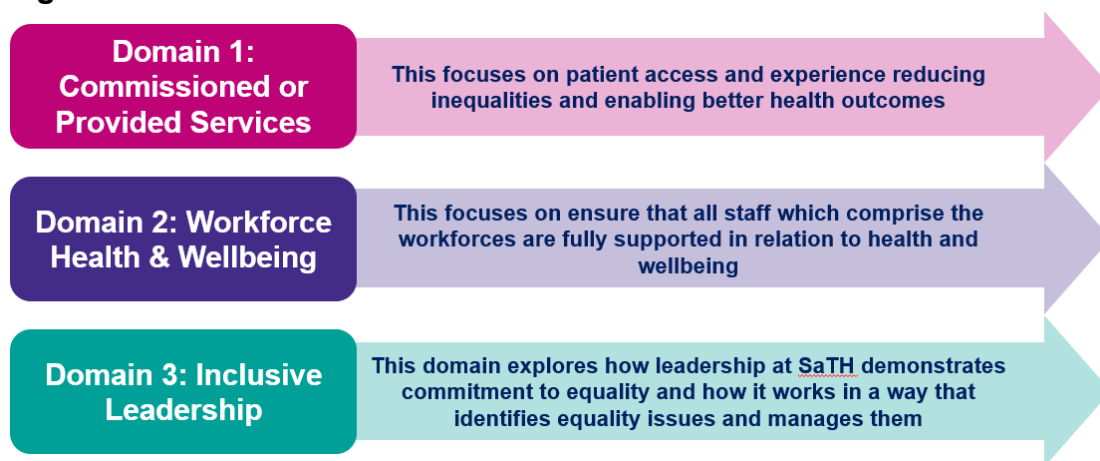 Domain 1:
Commissioned or
Provided Services
This focuses on patient access and experience reducing
inequalities and enabling better health outcomes
Domain 2: Workforce
Health & Wellbeing
This focuses on ensure that all staff which comprise the
workforces are fully supported in relation to health and
wellbeing
Domain 3: Inclusive
Leadership
This domain explores how leadership at SaTH demonstrates
commitment to equality and how it works in a way that
identifies equality issues and manages them